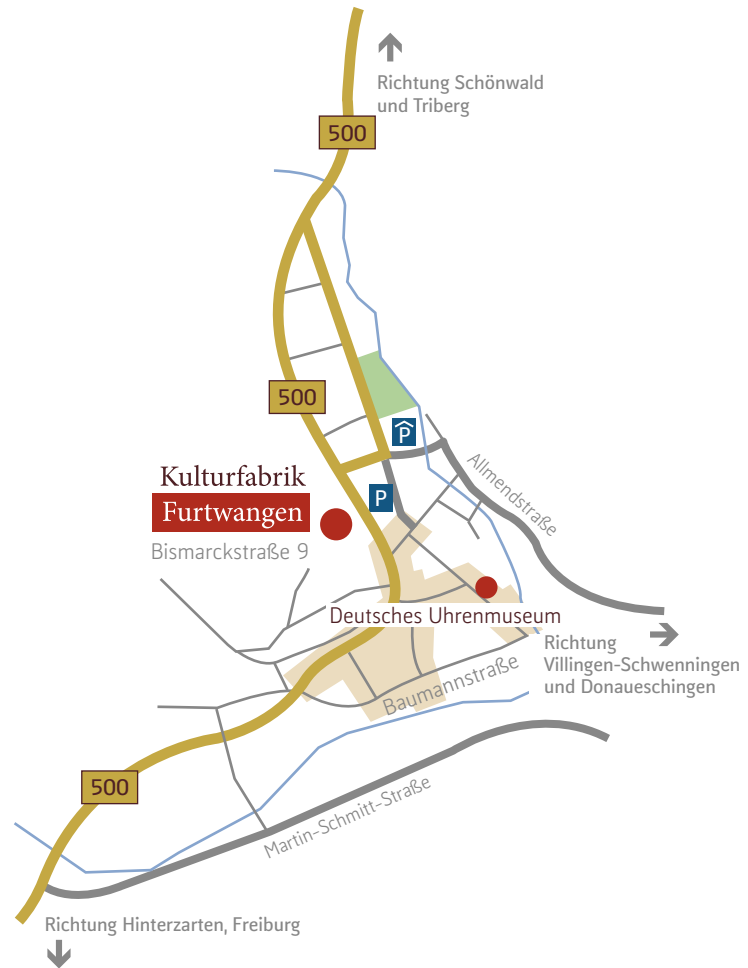 Richtung Schönwald
und Triberg
500
500
P
Kulturfabrik
Furtwangen
Bismarckstraße 9
P
Allmendstraße
Deutsches Uhrenmuseum
Richtung
Villingen-Schwenningen
und Donaueschingen
Baumannstraße
500
Martin-Schmitt-Straße
Richtung Hinterzarten, Freiburg